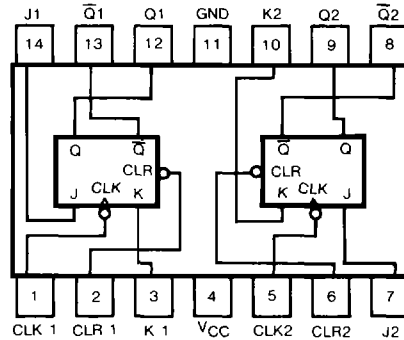 J1 Q̅1 Q1 GND K2 Q2 Q̅2
14 13 12 11 10 9 8
Q Q̅ Q̅ Q
CLR CLR
J CLK K K CLK J
1 2 3 4 5 6 7
CLK 1 CLR 1 K 1 VCC CLK2 CLR2 J2